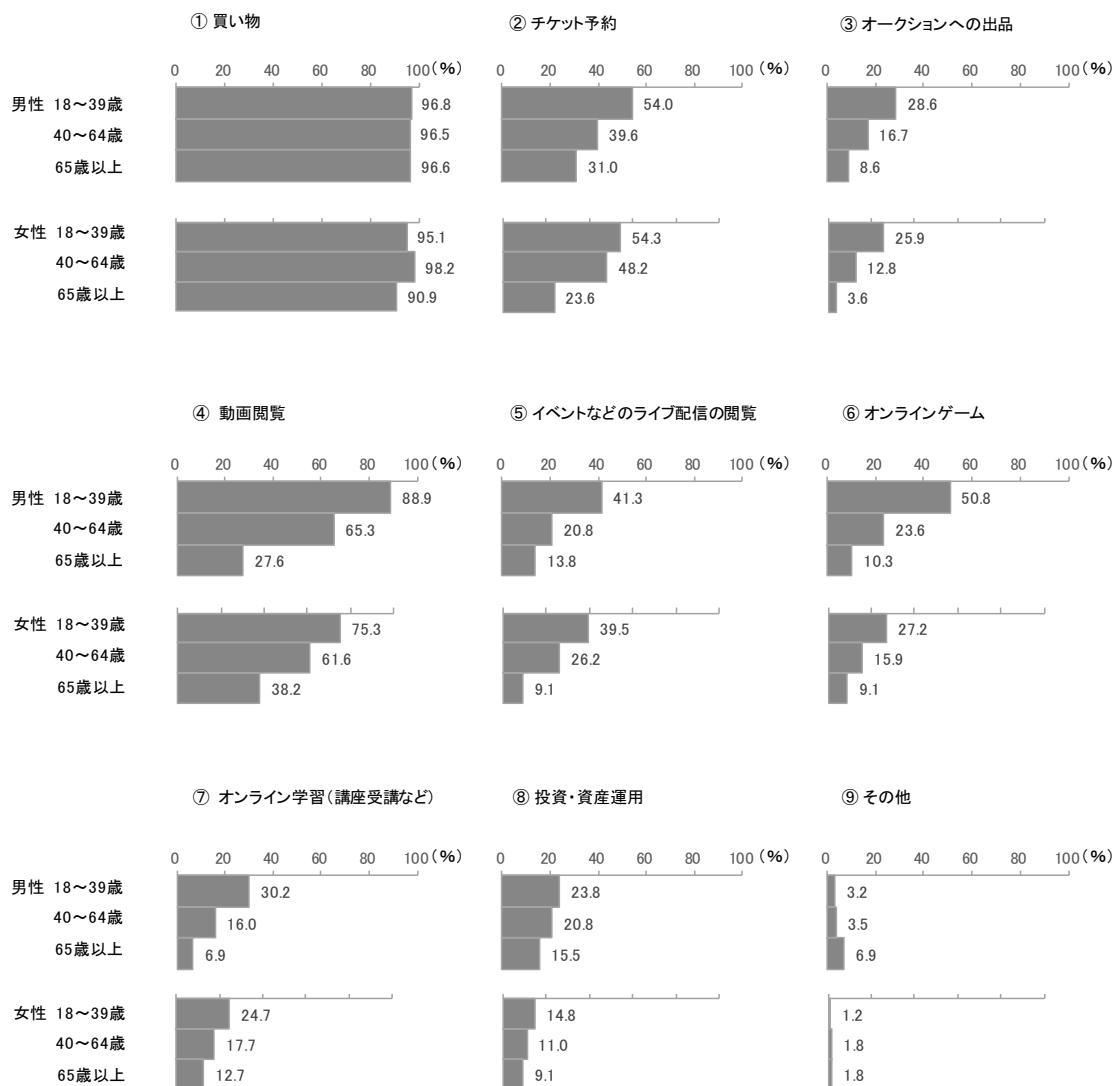 ① 買い物 ② チケット予約 ③ オークションへの出品
0 20 40 60 80 100(%) 0 20 40 60 80 100(%) 0 20 40 60 80 100(%)
男性 18～39歳 96.8 54.0 28.6
40～64歳 96.5 39.6 16.7
65歳以上 96.6 31.0 8.6
女性 18～39歳 95.1 54.3 25.9
40～64歳 98.2 48.2 12.8
65歳以上 90.9 23.6 3.6
④ 動画閲覧 ⑤ イベントなどのライブ配信の閲覧 ⑥ オンラインゲーム
0 20 40 60 80 100(%) 0 20 40 60 80 100(%) 0 20 40 60 80 100(%)
男性 18～39歳 88.9 41.3 50.8
40～64歳 65.3 20.8 23.6
65歳以上 27.6 13.8 10.3
女性 18～39歳 75.3 39.5 27.2
40～64歳 61.6 26.2 15.9
65歳以上 38.2 9.1 9.1
⑦ オンライン学習(講座受講など) ⑧ 投資・資産運用 ⑨ その他
0 20 40 60 80 100(%) 0 20 40 60 80 100(%) 0 20 40 60 80 100(%)
男性 18～39歳 30.2 23.8 3.2
40～64歳 16.0 20.8 3.5
65歳以上 6.9 15.5 6.9
女性 18～39歳 24.7 14.8 1.2
40～64歳 17.7 11.0 1.8
65歳以上 12.7 9.1 1.8